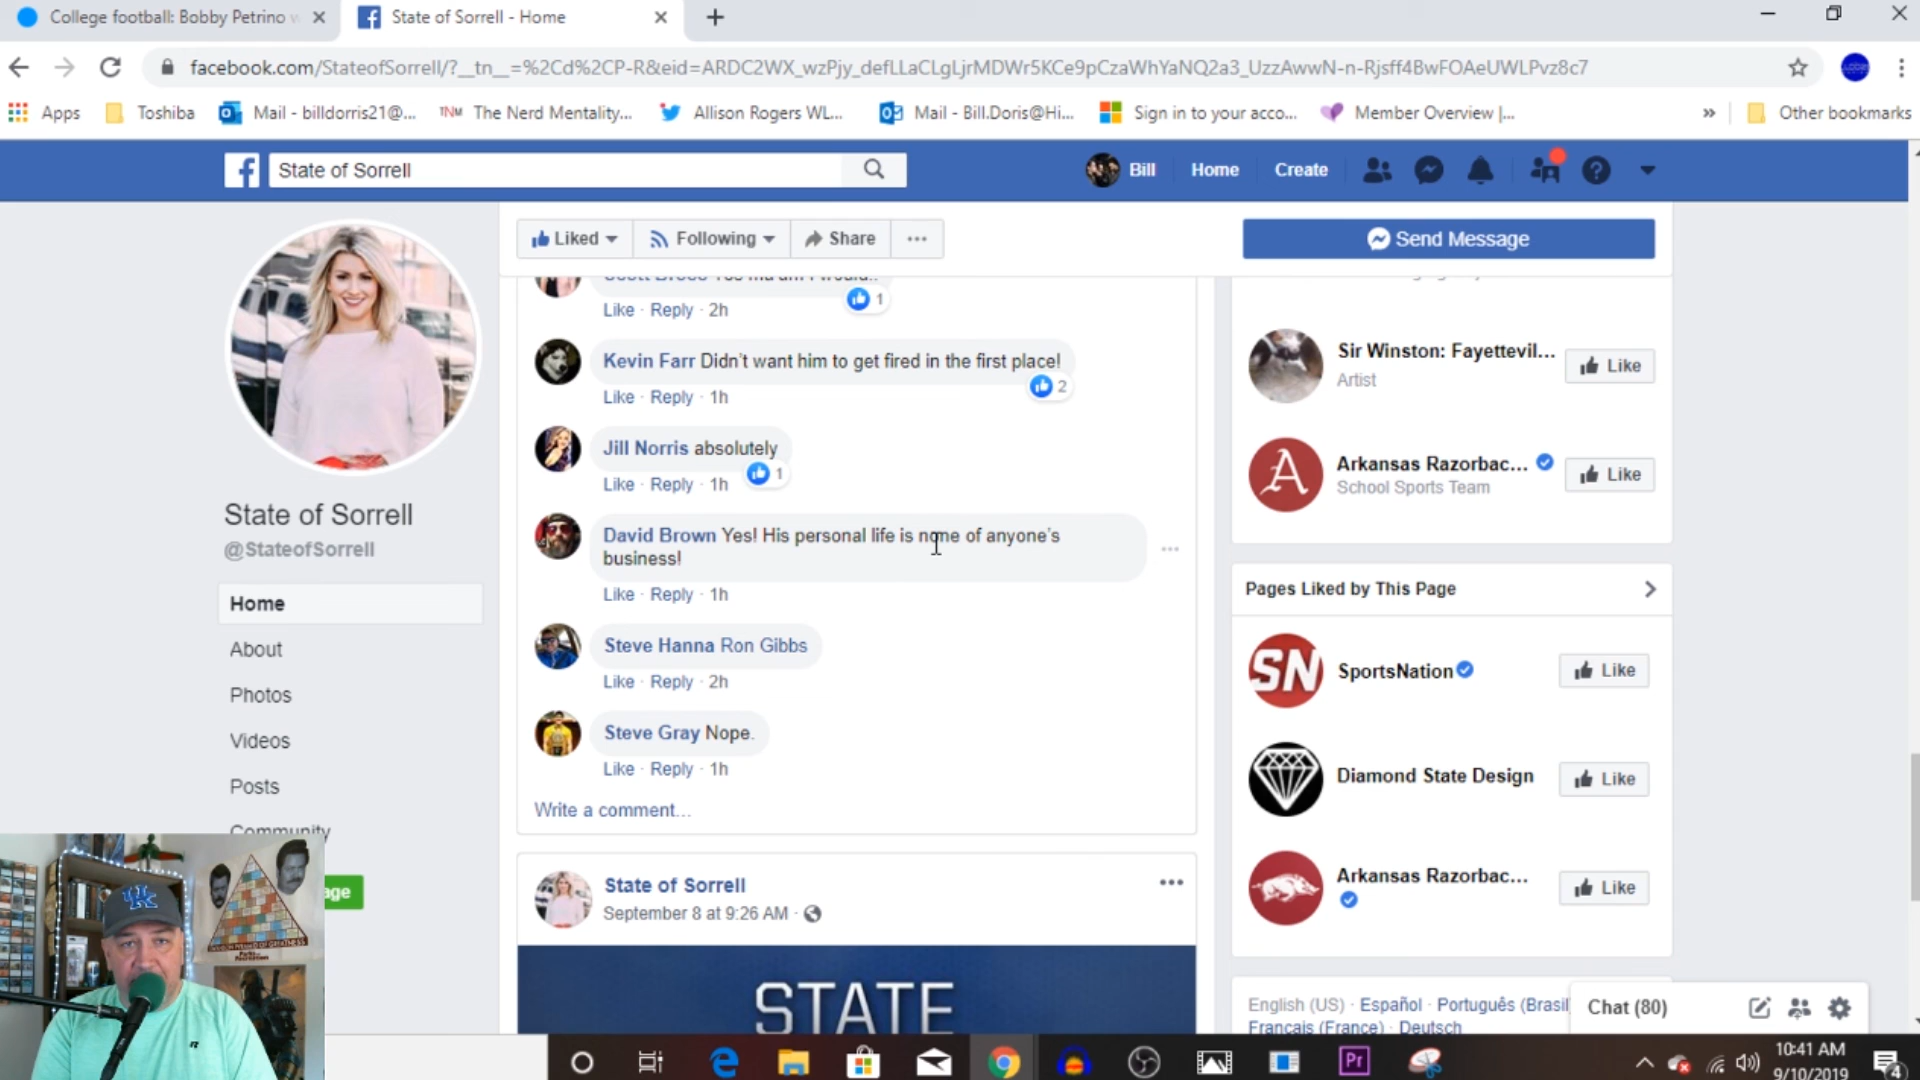 College football: Bobby Petrino
State of Sorrell - Home
facebook.com/StateofSorrell/?__tn__=%2Cd%2CP-R&eid=ARDC2WX_wzPjy_defLLaCLgLjrMDWr5KCe9pCzaWhYaNQ2a3_UzzAwwN-n-Rjsff4BwFOAeUWLPvz8c7
Apps
Toshiba
Mail - billdorris21@...
TNM The Nerd Mentality...
Allison Rogers WL...
Mail - Bill.Doris@Hi...
Sign in to your acco...
Member Overview |...
»
Other bookmarks
State of Sorrell
Bill
Home
Create
Liked
Following
Share
Send Message
Like · Reply · 2h
1
Kevin Farr Didn't want him to get fired in the first place!
2
Like · Reply · 1h
Jill Norris absolutely
1
Like · Reply · 1h
David Brown Yes! His personal life is none of anyone's
business!
Like · Reply · 1h
Steve Hanna Ron Gibbs
Like · Reply · 2h
Steve Gray Nope.
Like · Reply · 1h
Write a comment...
State of Sorrell
September 8 at 9:26 AM ·
STATE
State of Sorrell
@StateofSorrell
Home
About
Photos
Videos
Posts
Community
Sir Winston: Fayettevil...
Artist
Like
A
Arkansas Razorbac...
School Sports Team
Like
Pages Liked by This Page
SN
SportsNation
Like
Diamond State Design
Like
Arkansas Razorbac...
Like
English (US) · Español · Português (Brasil
Français (France) · Deutsch
Chat (80)
Pr
10:41 AM
9/10/2019
4